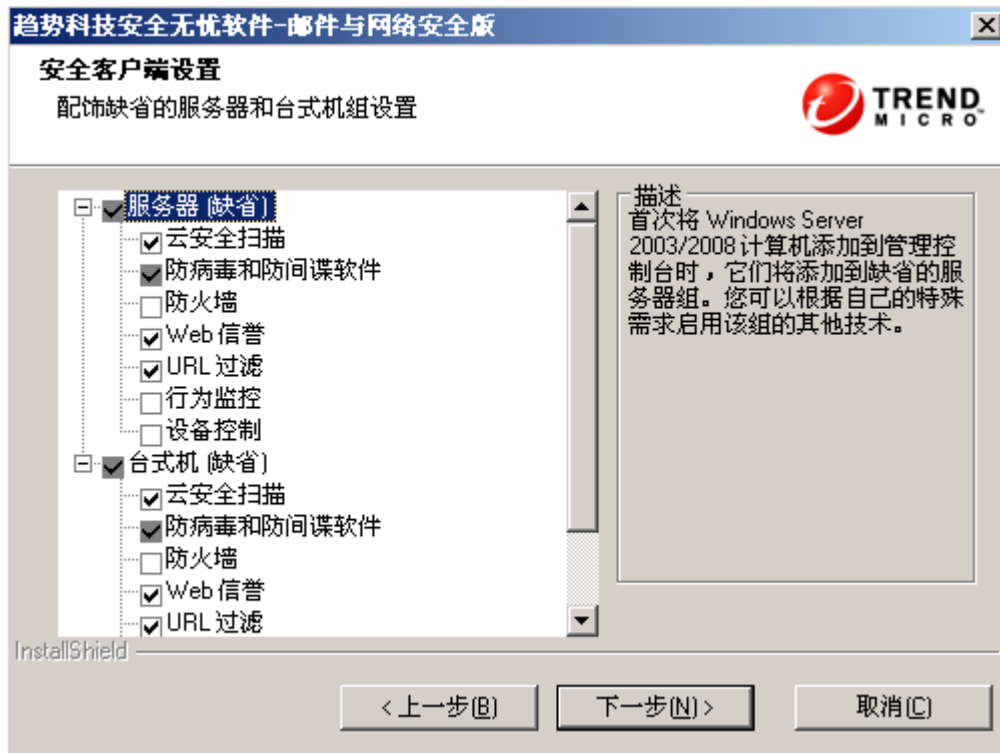 趋势科技安全无忧软件-邮件与网络安全版
安全客户端设置
配饰缺省的服务器和台式机组设置
TREND
MICRO
服务器 (缺省)
云安全扫描
防病毒和防间谍软件
防火墙
Web 信誉
URL 过滤
行为监控
设备控制
台式机 (缺省)
云安全扫描
防病毒和防间谍软件
防火墙
Web 信誉
URL 过滤
描述
首次将 Windows Server
2003/2008 计算机添加到管理控
制台时，它们将添加到缺省的服
务器组。您可以根据自己的特殊
需求启用该组的其他技术。
InstallShield
< 上一步(B)
下一步(N) >
取消(C)